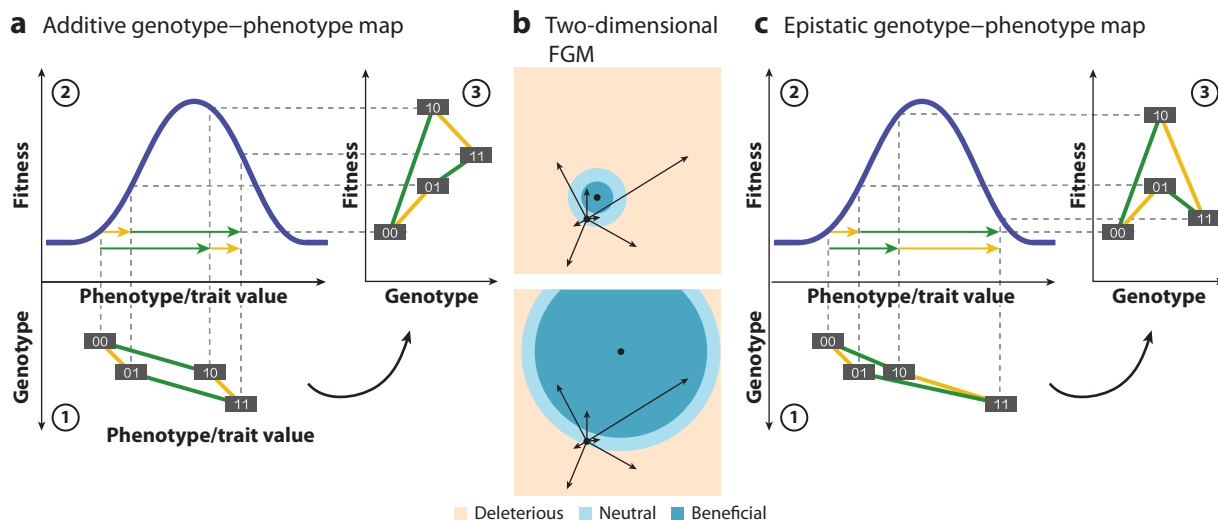 a Additive genotype–phenotype map
2
3
Fitness
Phenotype/trait value
Fitness
10
11
01
00
Genotype
Genotype
00
01
10
11
1
Phenotype/trait value
b Two-dimensional
FGM
Deleterious
Neutral
Beneficial
c Epistatic genotype–phenotype map
2
3
Fitness
Phenotype/trait value
Fitness
10
01
11
00
Genotype
Genotype
00
01
10
11
1